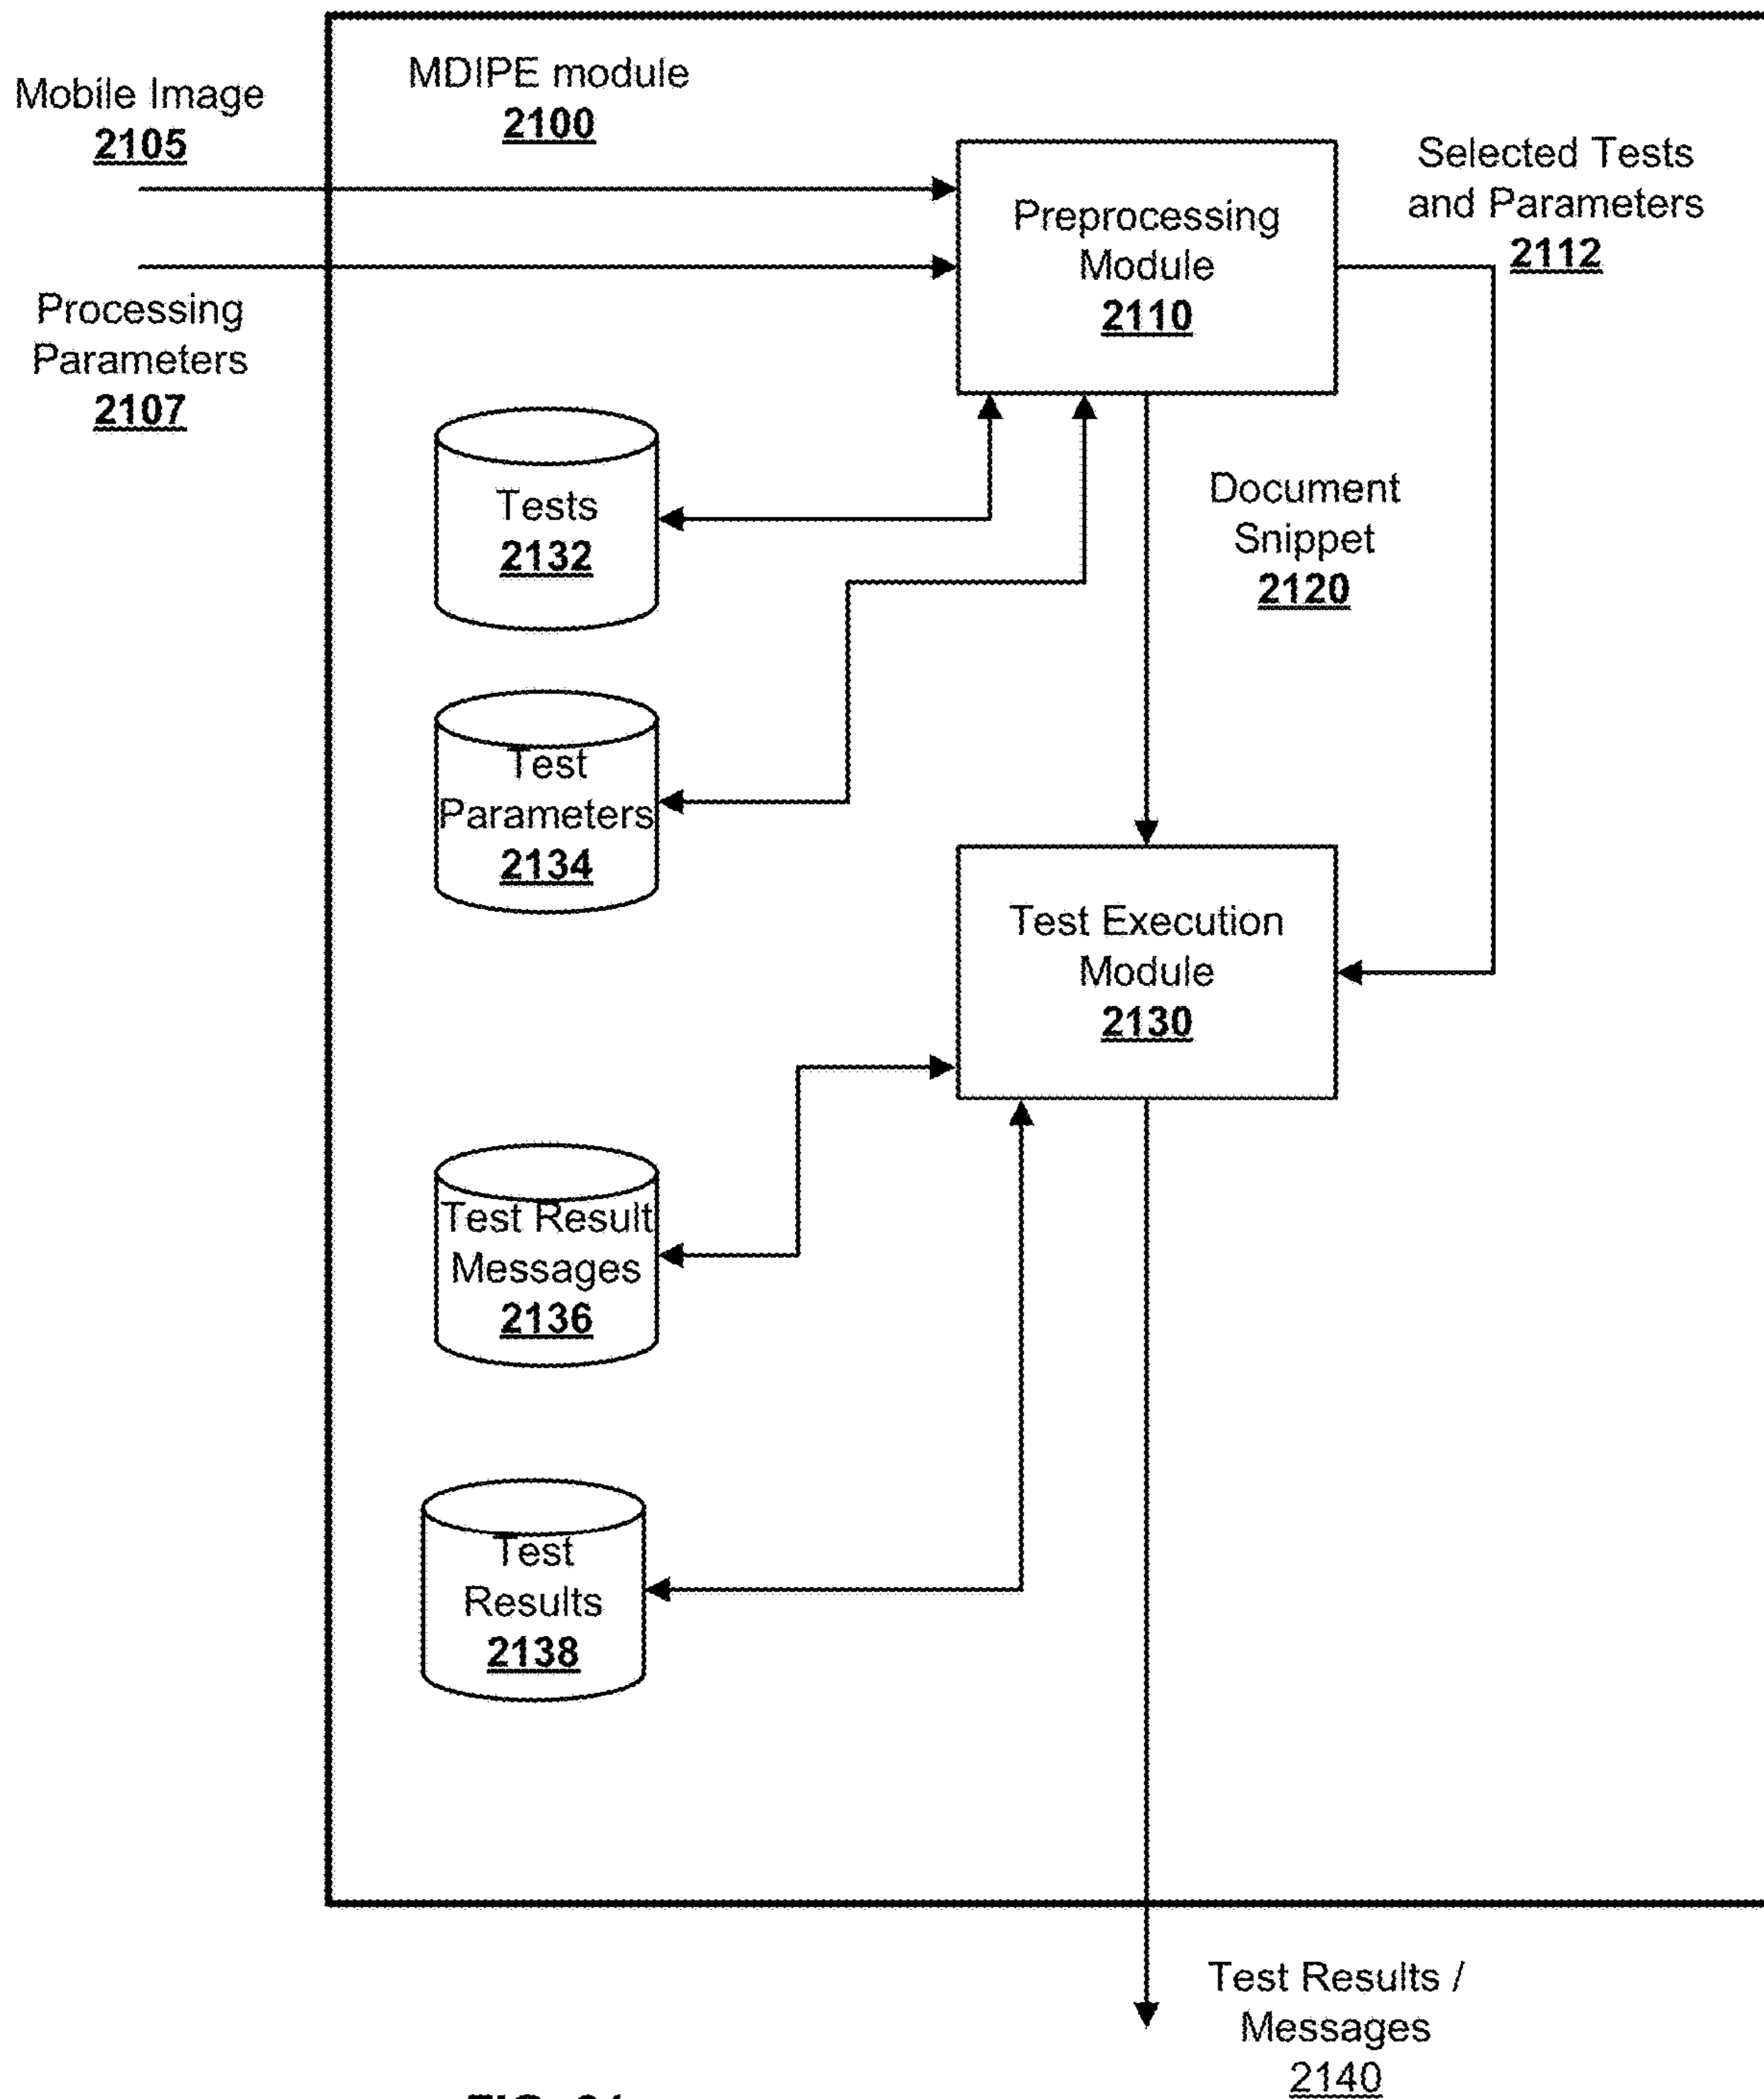 Mobile Image
2105
MDIPE module
2100
Selected Tests
and Parameters
2112
Preprocessing
Module
2110
Processing
Parameters
2107
Tests
2132
Document
Snippet
2120
Test
Parameters
2134
Test Execution
Module
2130
Test Result
Messages
2136
Test
Results
2138
Test Results /
Messages
2140